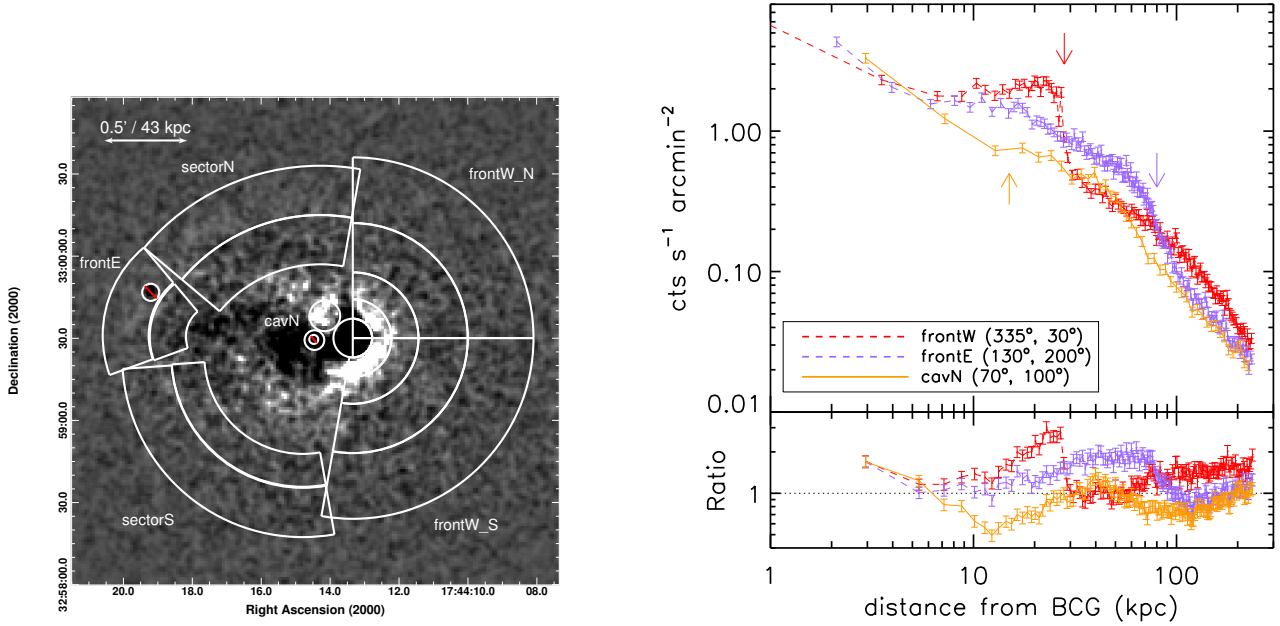 0.5' / 43 kpc
sectorN
frontW_N
frontE
cavN
sectorS
frontW_S
30.0
33:00:00.0
30.0
59:00.0
30.0
32:58:00.0
Declination (2000)
20.0 18.0 16.0 14.0 12.0 17:44:10.0 08.0
Right Ascension (2000)
cts s⁻¹ arcmin⁻²
1.00
0.10
0.01
frontW (335°, 30°)
frontE (130°, 200°)
cavN (70°, 100°)
Ratio
1
1 10 100
distance from BCG (kpc)